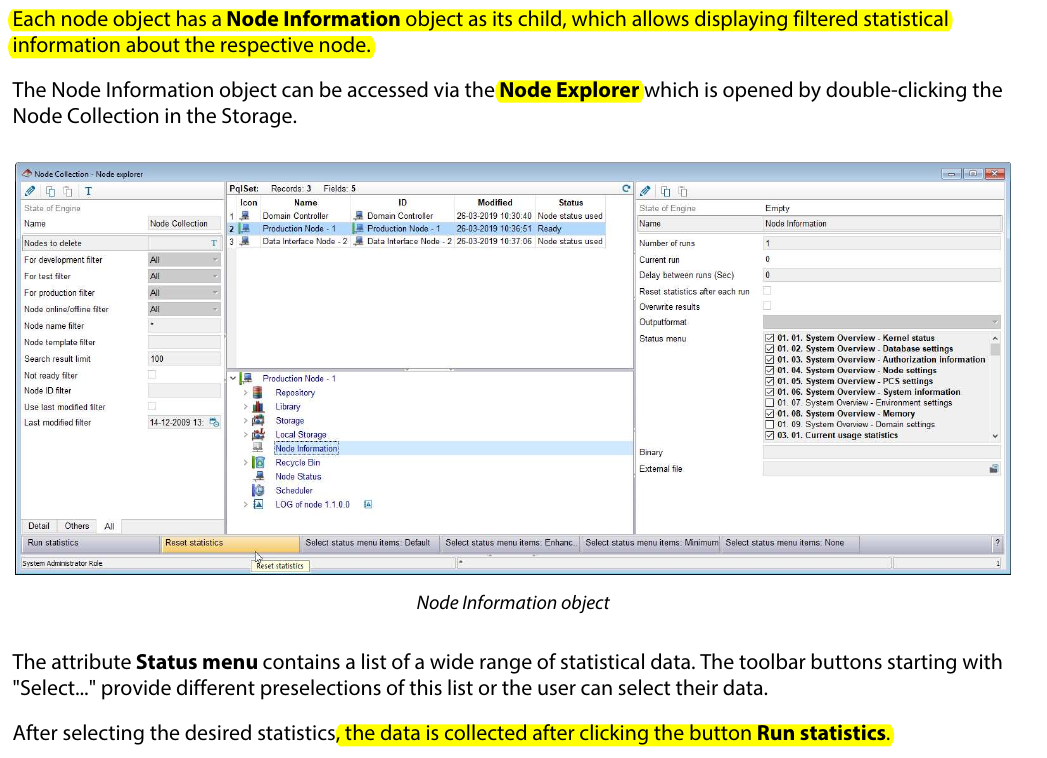 Each node object has a Node Information object as its child, which allows displaying filtered statistical
information about the respective node.
The Node Information object can be accessed via the Node Explorer which is opened by double-clicking the
Node Collection in the Storage.
Node Collection - Node explorer
T
State of Engine
Name Node Collection
Nodes to delete T
For development filter All
For test filter All
For production filter All
Node online/offline filter All
Node name filter *
Node template filter
Search result limit 100
Not ready filter
Node ID filter
Use last modified filter
Last modified filter 14-12-2009 13:
Detail Others All
PqlSet: Records: 3 Fields: 5
Icon Name ID Modified Status
1 Domain Controller Domain Controller 26-03-2019 10:30:40 Node status used
2 Production Node - 1 Production Node - 1 26-03-2019 10:36:51 Ready
3 Data Interface Node - 2 Data Interface Node - 2 26-03-2019 10:37:06 Node status used
Production Node - 1
Repository
Library
Storage
Local Storage
Node Information
Recycle Bin
Node Status
Scheduler
LOG of node 1.1.0.0
State of Engine Empty
Name Node Information
Number of runs 1
Current run 0
Delay between runs (Sec) 0
Reset statistics after each run
Overwrite results
Outputformat
Status menu
01. 01. System Overview - Kernel status
01. 02. System Overview - Database settings
01. 03. System Overview - Authorization information
01. 04. System Overview - Node settings
01. 05. System Overview - PCS settings
01. 06. System Overview - System information
01. 07. System Overview - Environment settings
01. 08. System Overview - Memory
01. 09. System Overview - Domain settings
03. 01. Current usage statistics
Binary
External file
Run statistics Reset statistics Select status menu items: Default Select status menu items: Enhanc. Select status menu items: Minimum Select status menu items: None ?
System Administrator Role Reset statistics * 1
Node Information object
The attribute Status menu contains a list of a wide range of statistical data. The toolbar buttons starting with
"Select..." provide different preselections of this list or the user can select their data.
After selecting the desired statistics, the data is collected after clicking the button Run statistics.